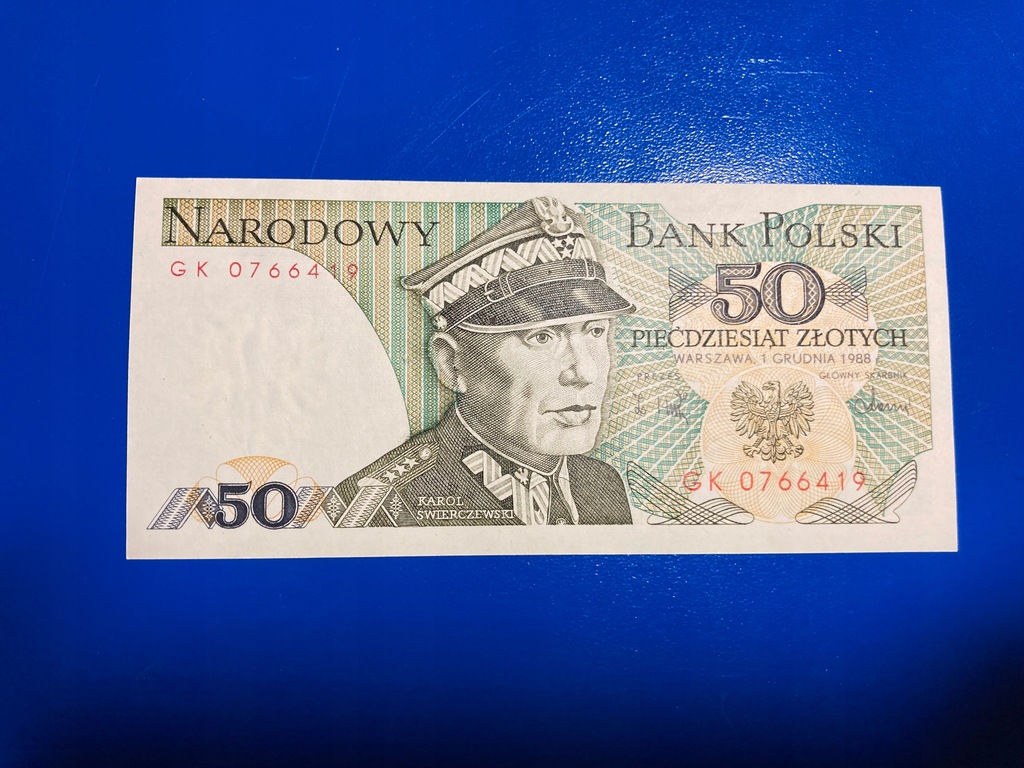 NARODOWY BANK POLSKI
GK 0766419
50
PIĘĆDZIESIĄT ZŁOTYCH
WARSZAWA, 1 GRUDNIA 1988
PREZES GŁÓWNY SKARBNIK
GK 0766419
50
KAROL
ŚWIERCZEWSKI